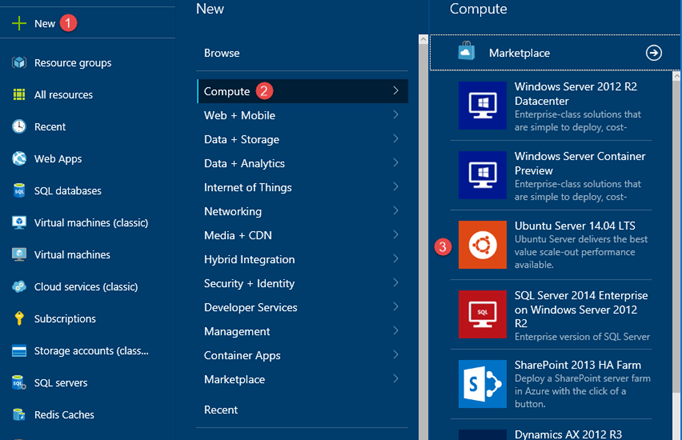 New 1
Resource groups
All resources
Recent
Web Apps
SQL databases
Virtual machines (classic)
Virtual machines
Cloud services (classic)
Subscriptions
Storage accounts (class...
SQL servers
Redis Caches
New
Browse
Compute 2
Web + Mobile
Data + Storage
Data + Analytics
Internet of Things
Networking
Media + CDN
Hybrid Integration
Security + Identity
Developer Services
Management
Container Apps
Marketplace
Recent
Compute
Marketplace
Windows Server 2012 R2
Datacenter
Enterprise-class solutions that
are simple to deploy, cost-
Windows Server Container
Preview
Enterprise-class solutions that
are simple to deploy, cost-
3
Ubuntu Server 14.04 LTS
Ubuntu Server delivers the best
value scale-out performance
available.
SQL
SQL Server 2014 Enterprise
on Windows Server 2012
R2
Enterprise version of SQL Server
SharePoint 2013 HA Farm
Deploy a SharePoint server farm
in Azure with the click of a
button.
Dynamics AX 2012 R3